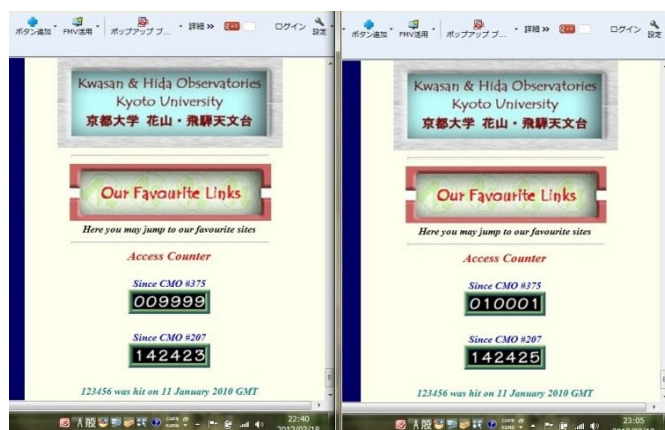 ボタン追加 FMV活用 ポップアップ ブ... 詳細 >> ログイン 設定
Kwasan & Hida Observatories
Kyoto University
京都大学 花山・飛騨天文台
Our Favourite Links
Here you may jump to our favourite sites
Access Counter
Since CMO #375
009999
Since CMO #207
142423
123456 was hit on 11 January 2010 GMT
A 般
22:40
ボタン追加 FMV活用 ポップアップ ブ... 詳細 >> ログイン 設定
Kwasan & Hida Observatories
Kyoto University
京都大学 花山・飛騨天文台
Our Favourite Links
Here you may jump to our favourite sites
Access Counter
Since CMO #375
010001
Since CMO #207
142425
123456 was hit on 11 January 2010 GMT
A 般
23:05